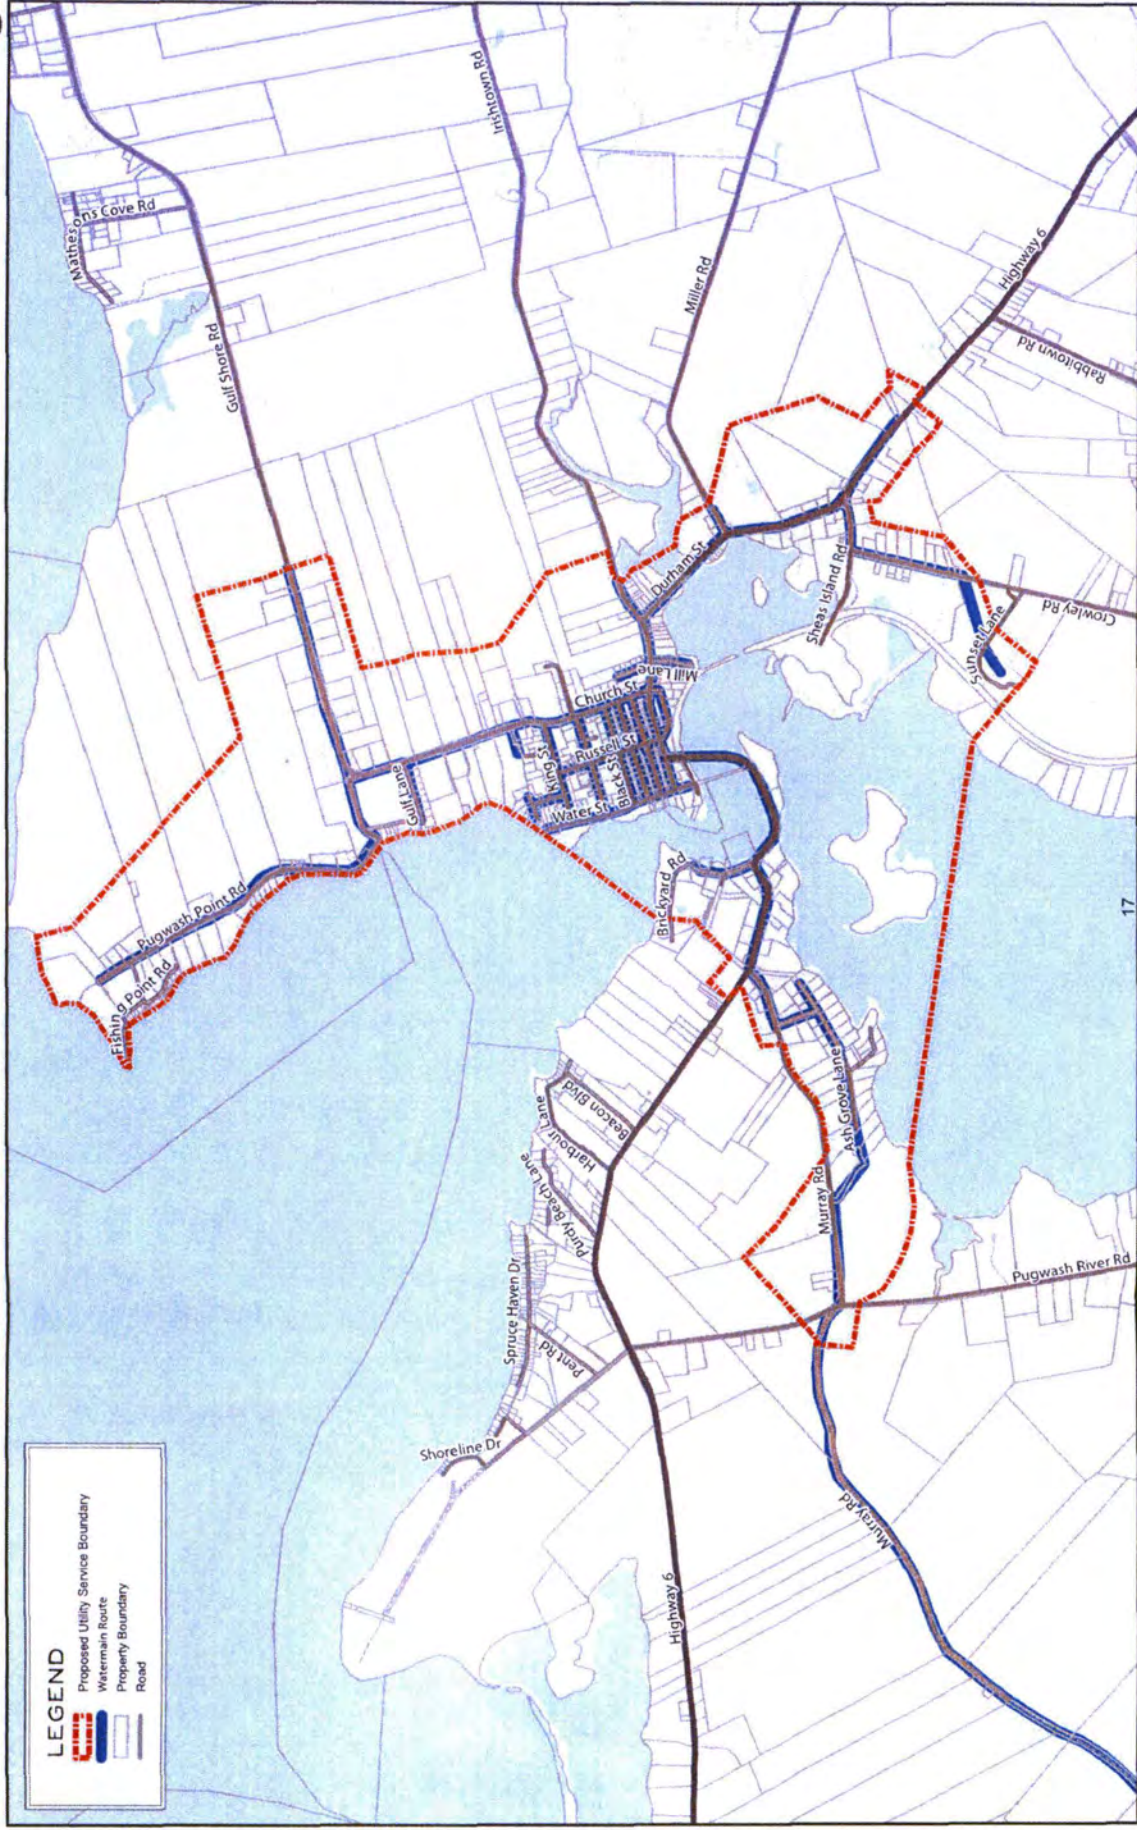 LEGEND
Proposed Utility Service Boundary
Watermain Route
Property Boundary
Road
Mathesons Cove Rd
Gulf Shore Rd
Irishtown Rd
Miller Rd
Highway 6
Rabbittown Rd
Durham St
Sheas Island Rd
Crowley Rd
Sunset Lane
Mill Lane
Church St
Russell St
King St
Black St
Water St
Gulf Lane
Pugwash Point Rd
Fishing Point Rd
Brickyard Rd
Ash Grove Lane
Murray Rd
Beacon Blvd
Harbour Lane
Purdy Beach Lane
Spruce Haven Dr
Pent Rd
Shoreline Dr
Pugwash River Rd
Highway 6
Murray Rd
17